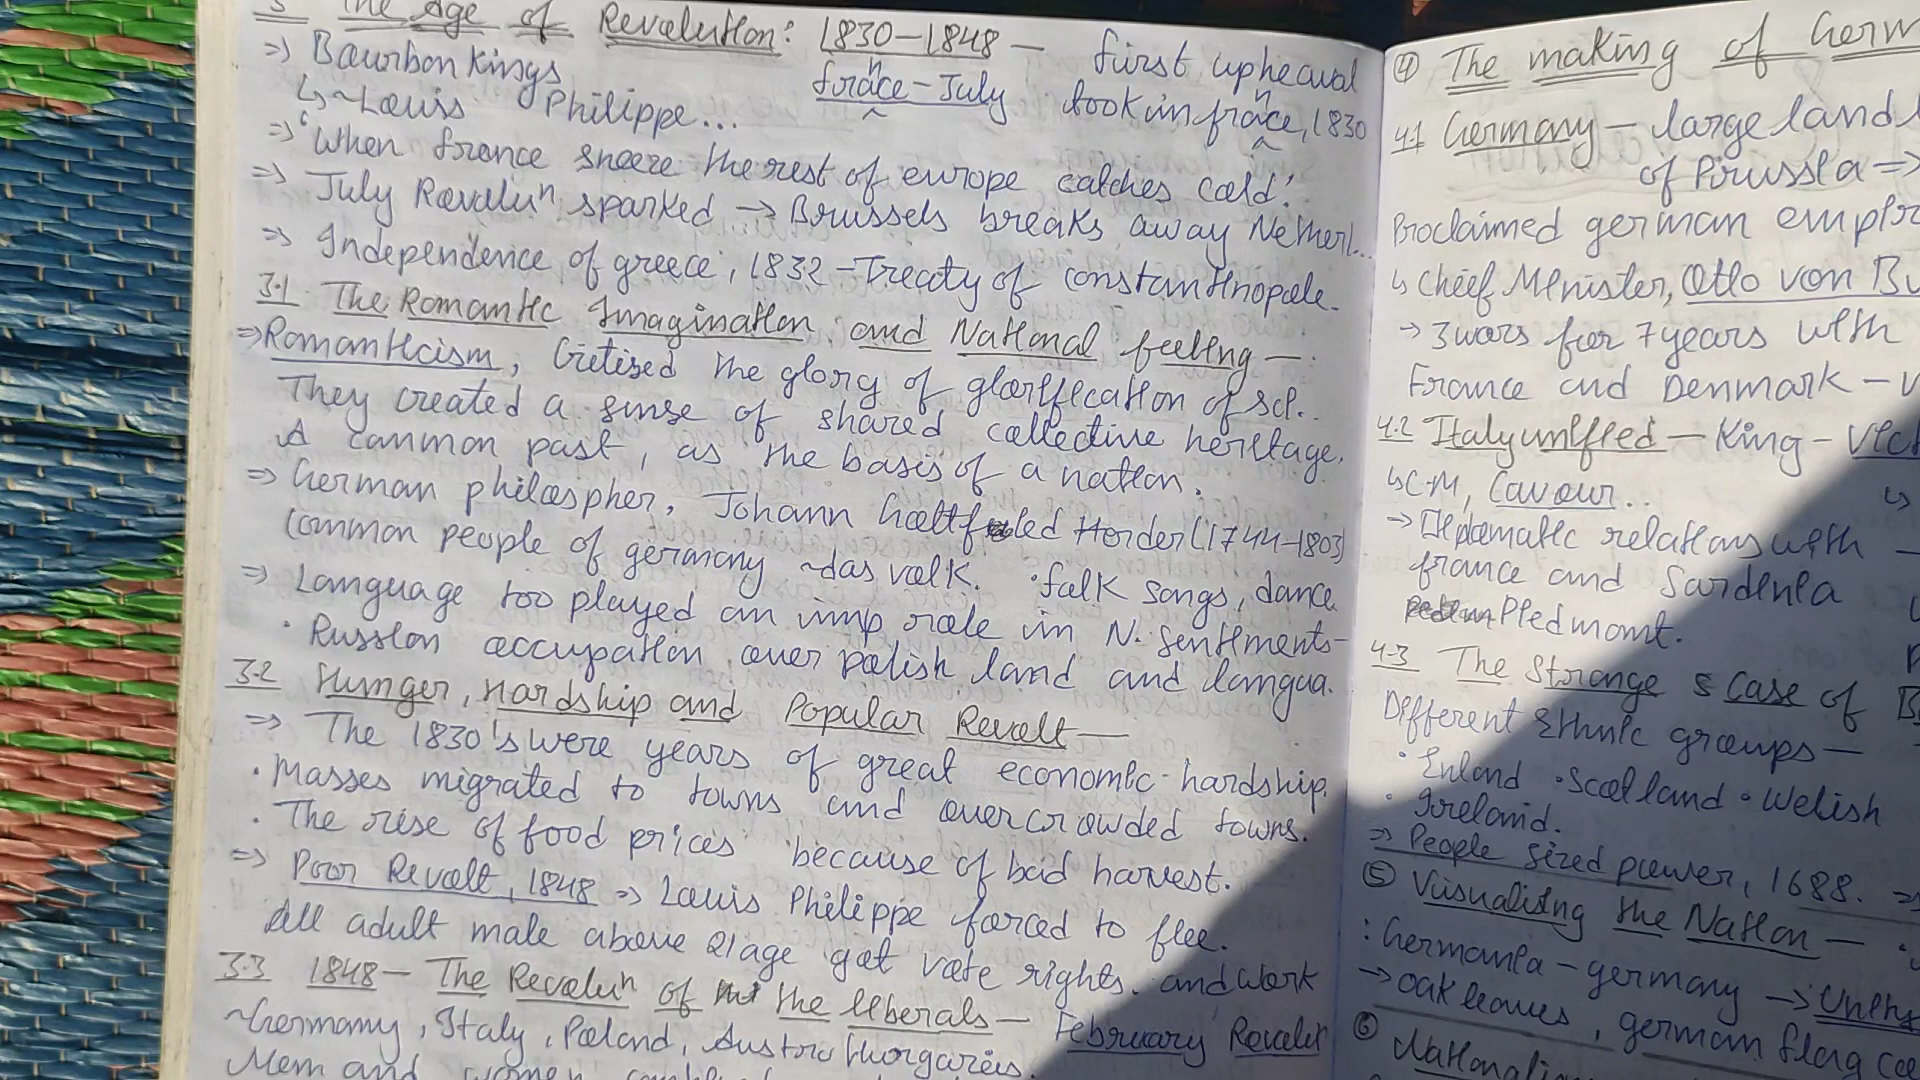 3 The Age of Revolution: 1830-1848 — first upheaval
=> Bourbon Kings france - July took in france, 1830
↳ ~Louis Philippe...
=> 'When france sneeze the rest of europe catches cold'.
=> July Revoluⁿ sparked → Brussels breaks away Netherl...
=> Independence of greece, 1832 - Treaty of constantinopole.
3.1 The Romantic Imagination and National feeling —
=> Romanticism, Critised the glory of glorification of sci..
They created a sense of shared collective heritage.
A common past, as the basis of a nation.
=> German philospher, Johann Gottfried Herder (1744-1803)
Common people of germany ~das volk. • folk songs, dance
=> Language too played an imp role in N. Sentiments-
• Russion occupation over polish land and langua.
3.2 Hunger, Hardship and Popular Revolt —
=> The 1830's were years of great economic hardship.
• Masses migrated to towns and overcrowded towns.
• The rise of food prices because of bad harvest.
=> Poor Revolt, 1848 => Louis Philippe forced to flee.
All adult male above 21 age got vote rights. and work
3.3 1848 - The Revoluⁿ of the liberals — February Revolut
~Germany, Italy, Poland, Austro
Mem and women
④ The making of Germ
4.1 Germany - large land
of Prussia =>
Proclaimed german empire
↳ Chief Minister, Otto von
→ 3 wars for 7 years with
France and Denmark -
4.2 Italy unified - King -
↳ C.M, Cavour..
→ Diplomatic relations with —
france and Sardinia
Piedmont.
4.3 The Strange Case of
Different Ethnic groups —
• Enland • Scotland • Welish
• Ireland.
=> People sized power, 1688. =>
⑤ Visualising the Nation —
: Germania - germany →
→ oak leaves, german flag
⑥ Nationali